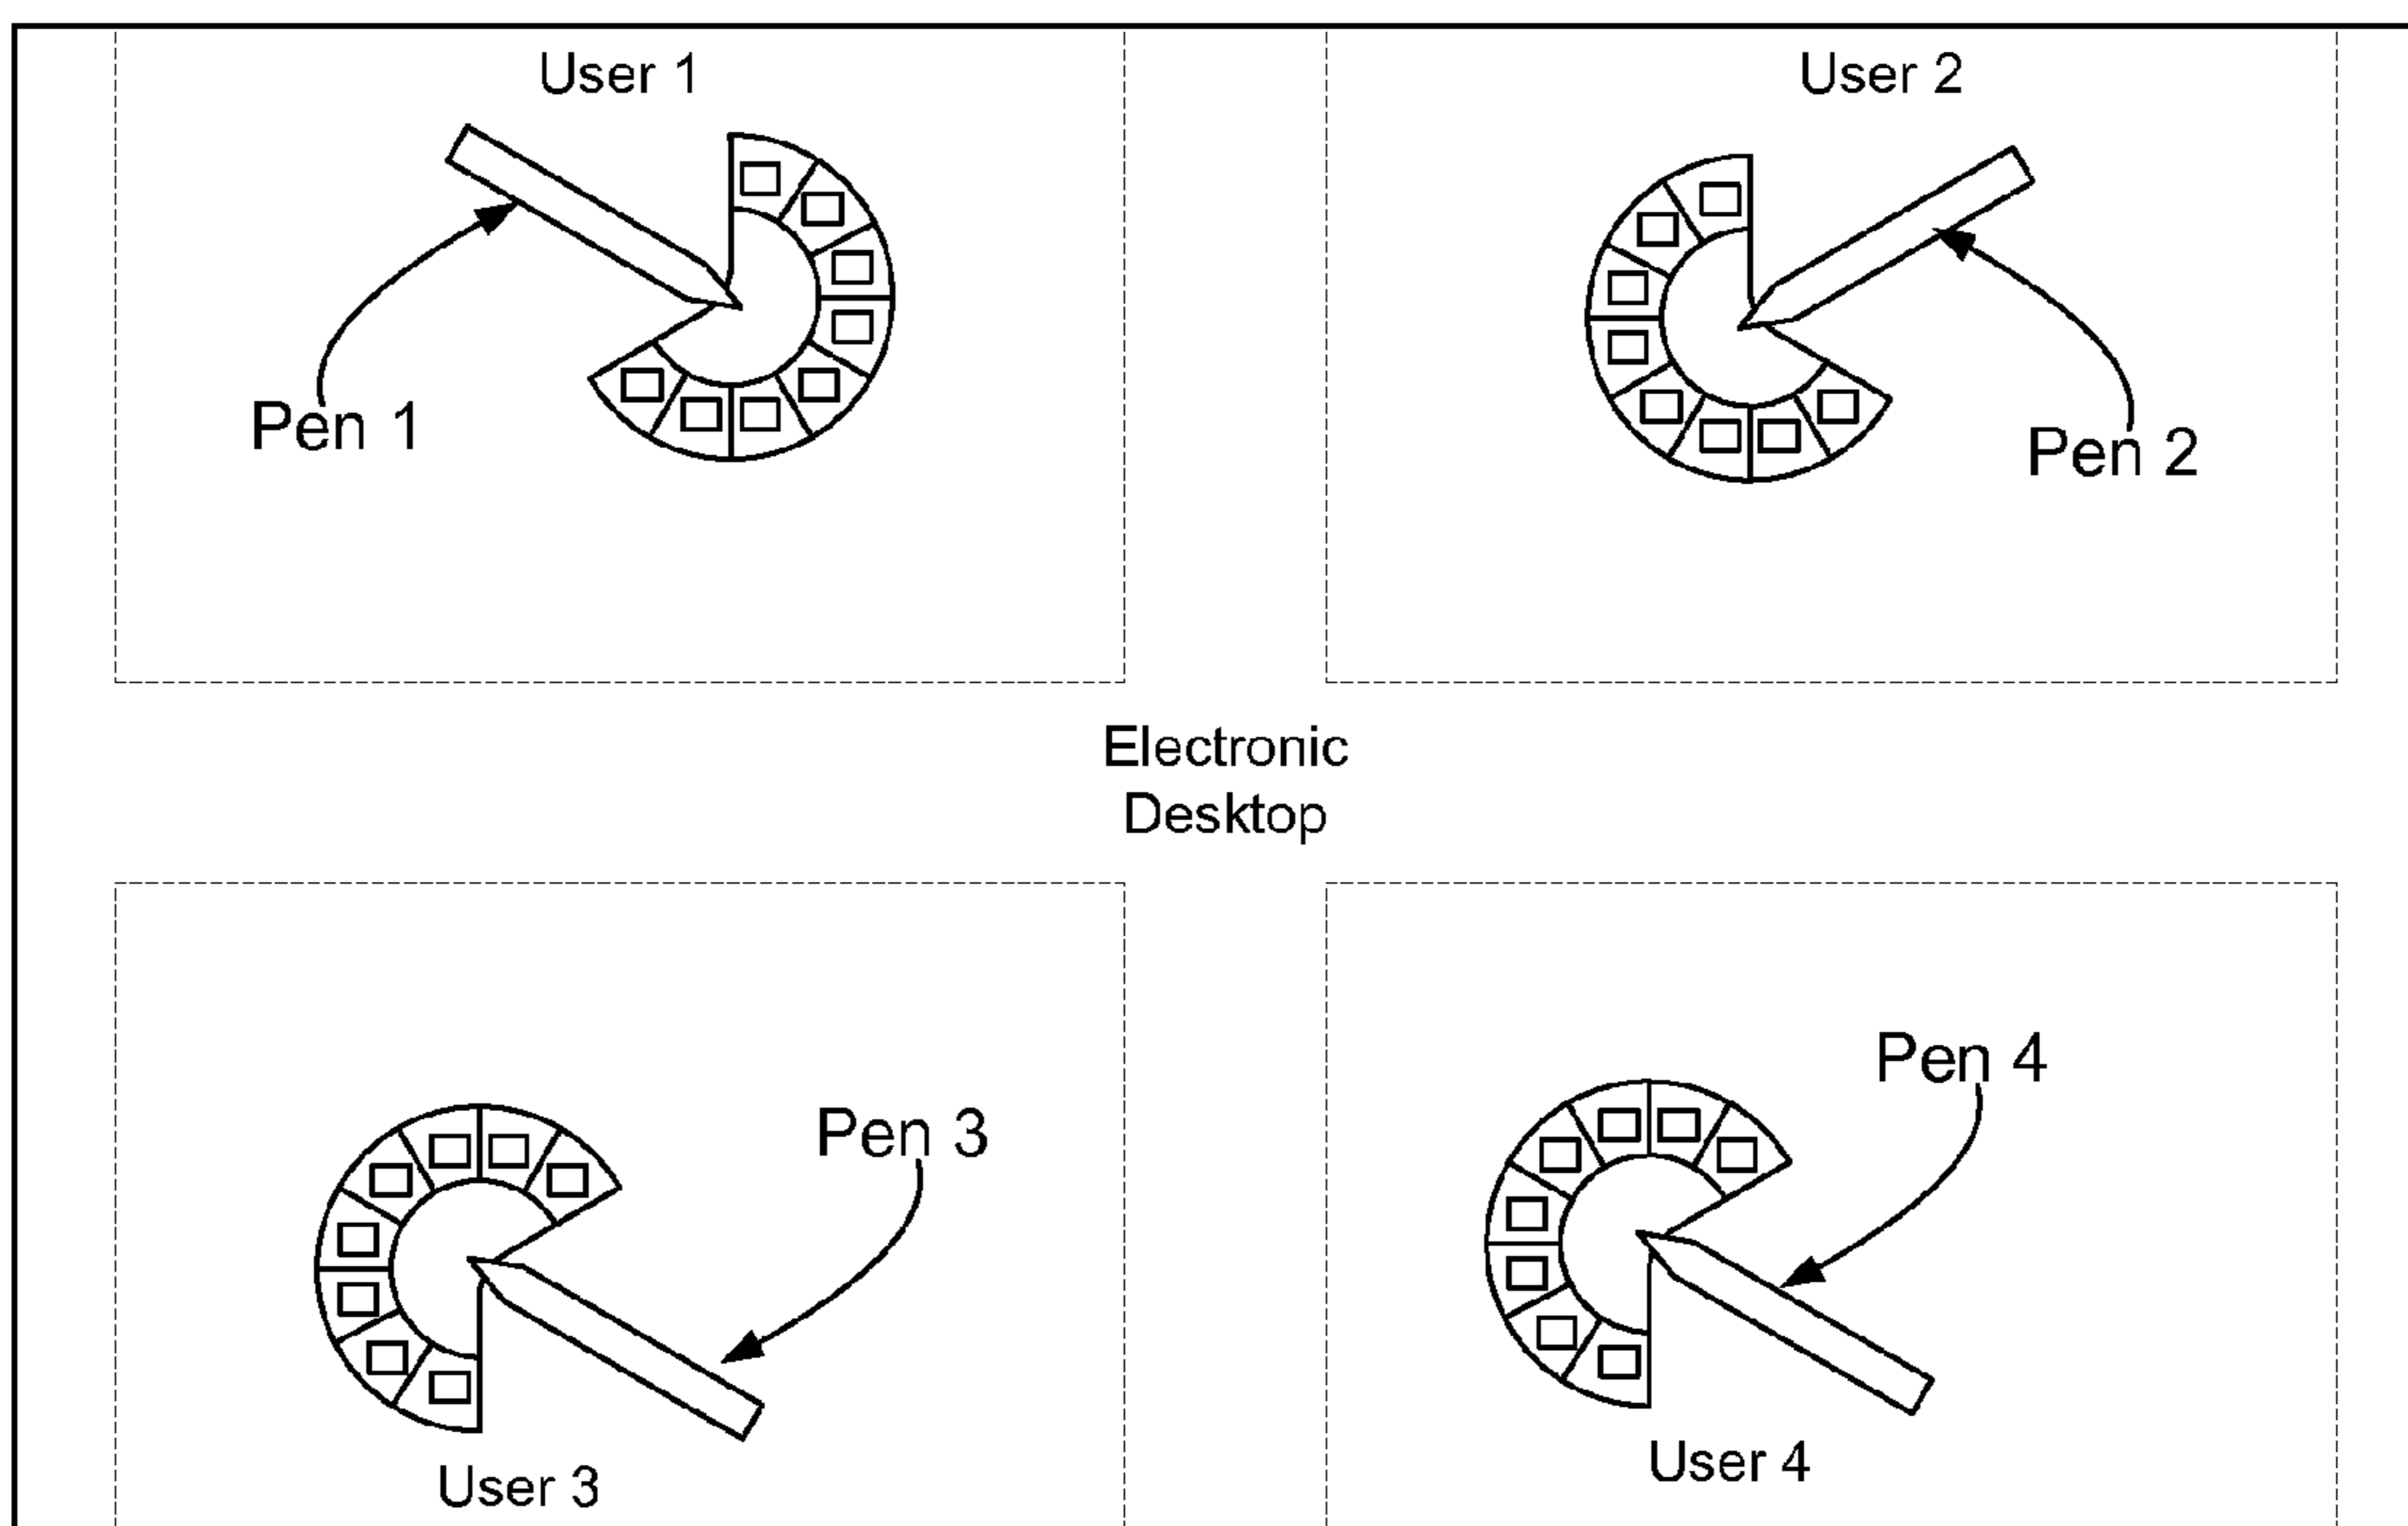 User 1
User 2
Pen 1
Pen 2
Electronic
Desktop
Pen 3
Pen 4
User 3
User 4